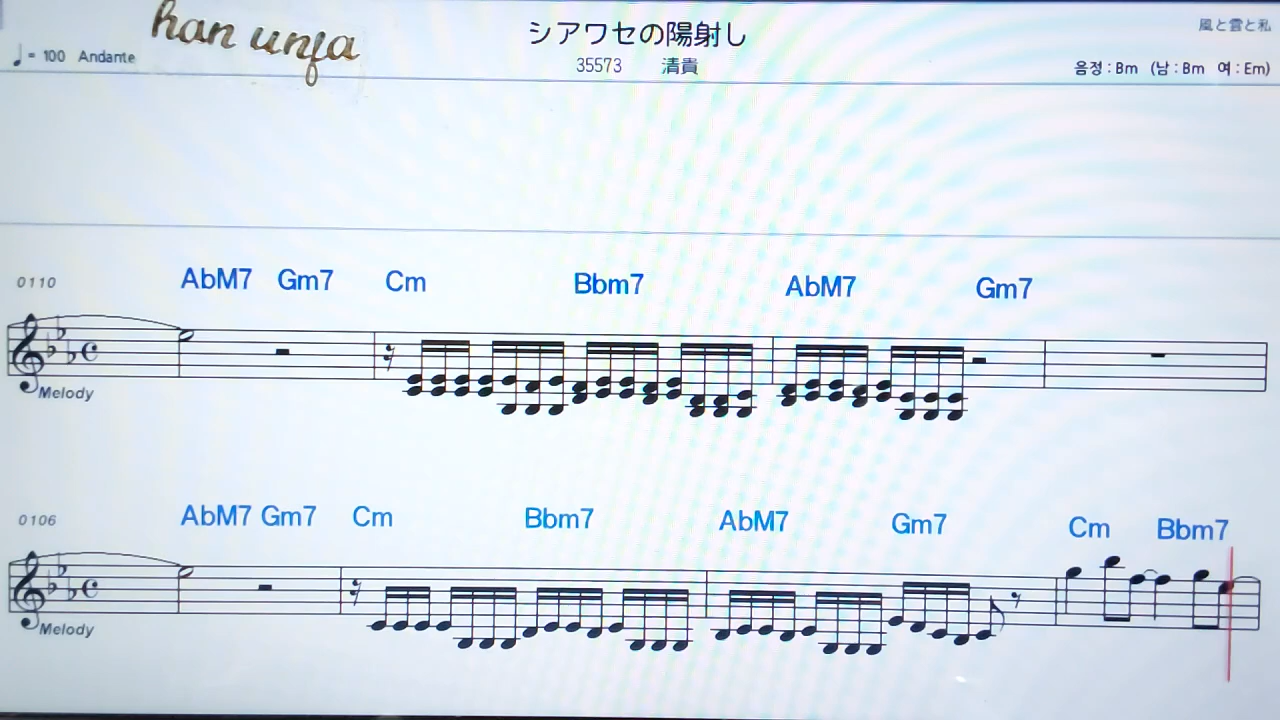 han unja
シアワセの陽射し
風と雲と私
♩= 100 Andante
35573 清貴
음정 : Bm (남 : Bm 여 : Em)
0110 AbM7 Gm7 Cm Bbm7 AbM7 Gm7
Melody
0106 AbM7 Gm7 Cm Bbm7 AbM7 Gm7 Cm Bbm7
Melody